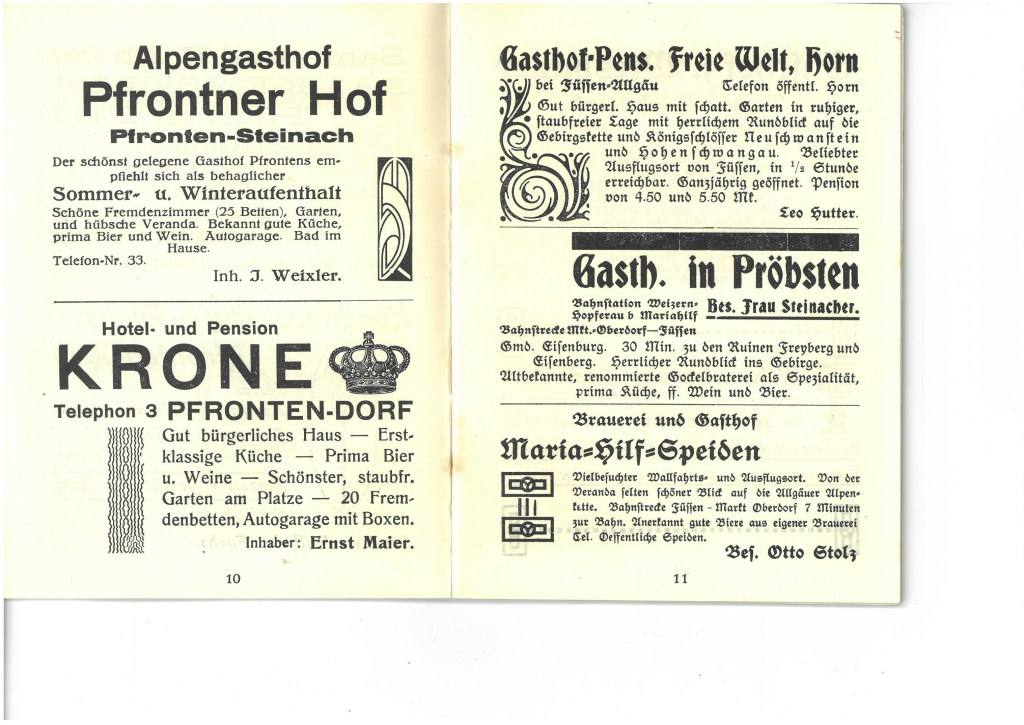 Alpengasthof
Pfrontner Hof
Pfronten-Steinach
Der schönst gelegene Gasthof Pfrontens em-
pfiehlt sich als behaglicher
Sommer- u. Winteraufenthalt
Schöne Fremdenzimmer (25 Betten), Garten,
und hübsche Veranda. Bekannt gute Küche,
prima Bier und Wein. Autogarage. Bad im
Hause.
Telefon-Nr. 33.
Inh. J. Weixler.
Hotel- und Pension
KRONE
Telephon 3 PFRONTEN-DORF
Gut bürgerliches Haus — Erst-
klassige Küche — Prima Bier
u. Weine — Schönster, staubfr.
Garten am Platze — 20 Frem-
denbetten, Autogarage mit Boxen.
Inhaber: Ernst Maier.
10
Gasthof-Pens. Freie Welt, Horn
bei Füssen-Allgäu Telefon öffentl. Horn
Gut bürgerl. Haus mit schatt. Garten in ruhiger,
staubfreier Lage mit herrlichem Rundblick auf die
Gebirgskette und Königsschlösser Neuschwanstein
und Hohenschwangau. Beliebter
Ausflugsort von Füssen, in 1/2 Stunde
erreichbar. Ganzjährig geöffnet. Pension
von 4.50 und 5.50 Mk.
Leo Hutter.
Gasth. in Pröbsten
Bahnstation Weizern-
Hopferau b Mariahilf Bes. Frau Steinacher.
Bahnstrecke Mkt.-Oberdorf—Füssen
Gmd. Eisenburg. 30 Min. zu den Ruinen Freyberg und
Eisenberg. Herrlicher Rundblick ins Gebirge.
Altbekannte, renommierte Gockelbraterei als Spezialität,
prima Küche, ff. Wein und Bier.
Brauerei und Gasthof
Maria-Hilf-Speiden
Vielbesuchter Wallfahrts- und Ausflugsort. Von der
Veranda selten schöner Blick auf die Allgäuer Alpen-
kette. Bahnstrecke Füssen - Markt Oberdorf 7 Minuten
zur Bahn. Anerkannt gute Biere aus eigener Brauerei
Tel. Oeffentliche Speiden.
Bes. Otto Stolz
11